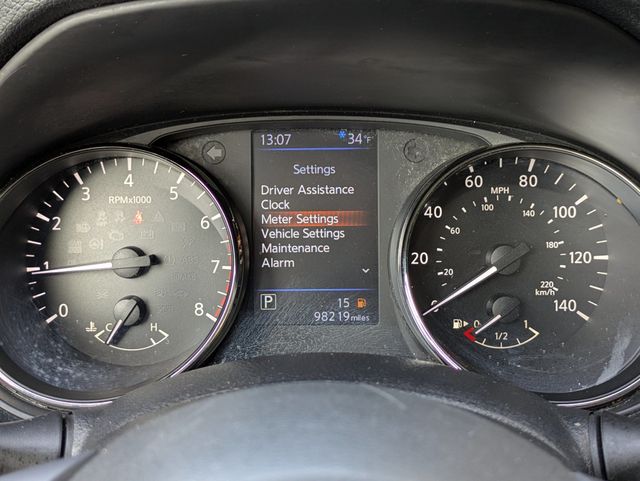 13:07 34°F
Settings
Driver Assistance
Clock
Meter Settings
Vehicle Settings
Maintenance
Alarm
P 15
98219 miles
RPMx1000
0
1
2
3
4
5
6
7
8
C H
MPH
0
20
40
60
80
100
120
140
20
60
100
140
180
220
km/h
0 1/2 1